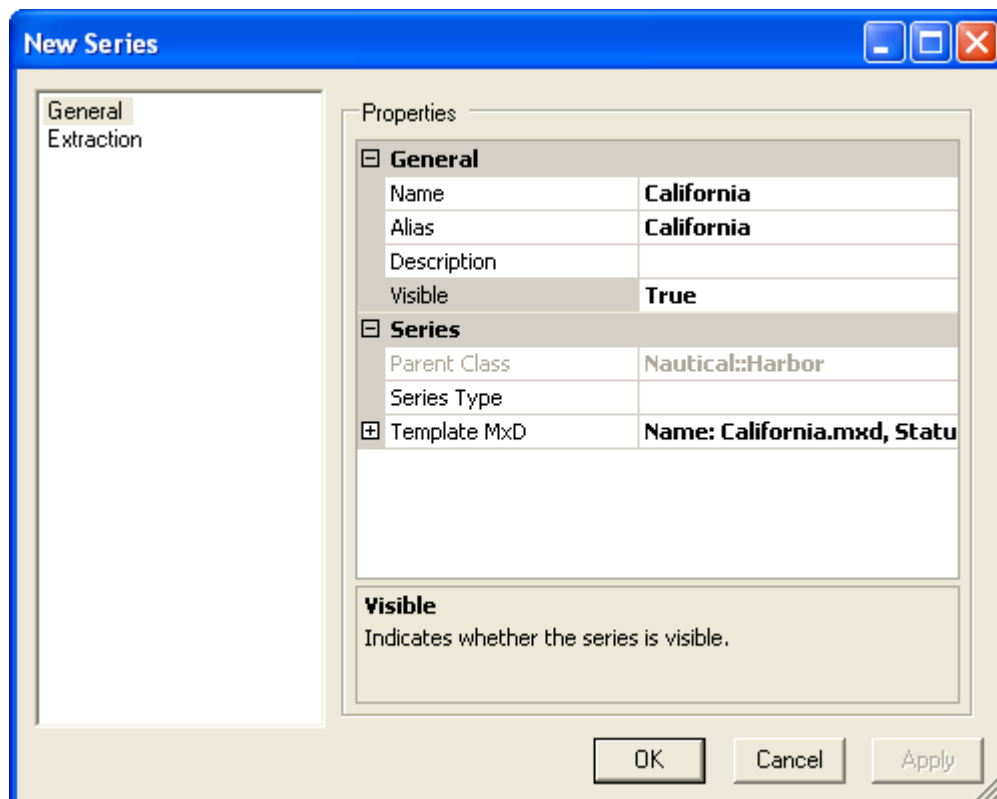 New Series
General
Extraction
Properties
General
Name California
Alias California
Description
Visible True
Series
Parent Class Nautical::Harbor
Series Type
Template MxD Name: California.mxd, Statu
Visible
Indicates whether the series is visible.
OK Cancel Apply